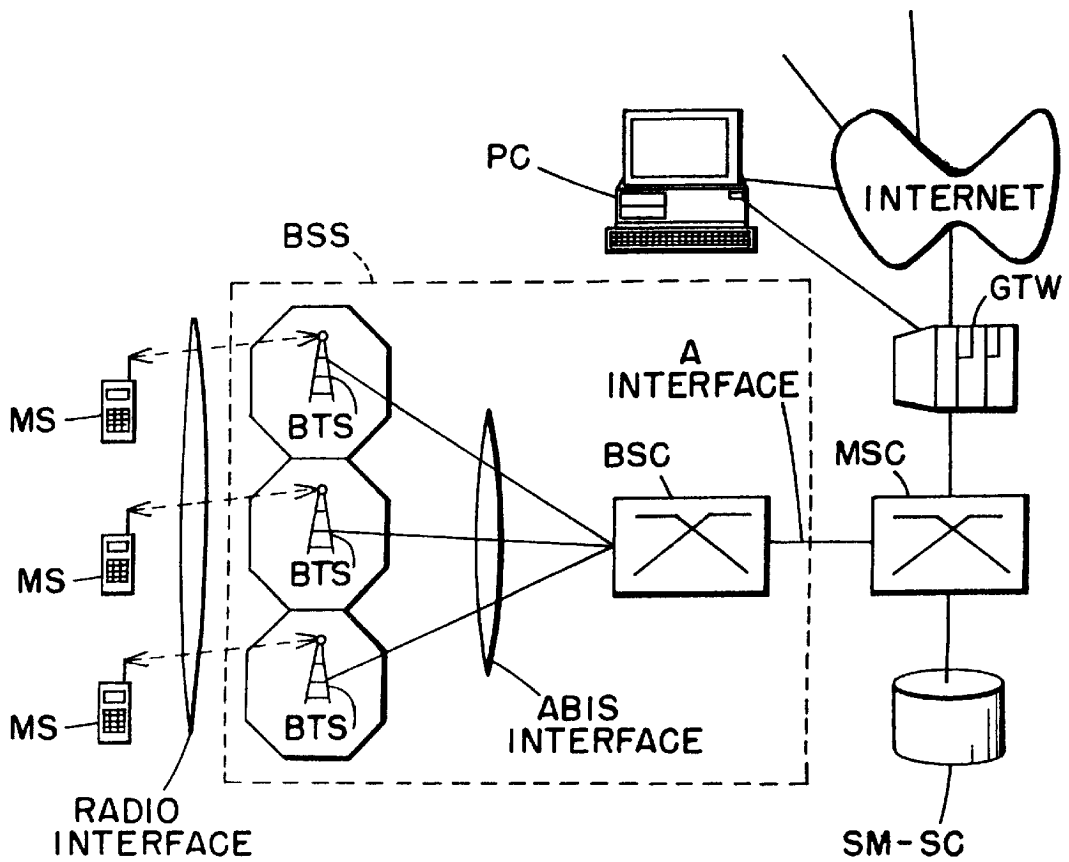 PC
INTERNET
BSS
GTW
A
INTERFACE
MS
BTS
BSC
MSC
MS
BTS
MS
BTS
ABIS
INTERFACE
RADIO
INTERFACE
SM-SC